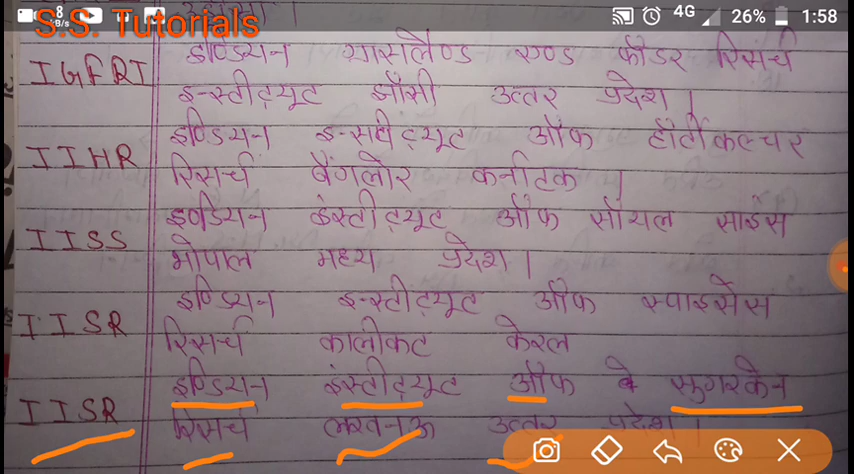 S.S. Tutorials
8
kB/s
4G
26%
1:58
इण्डियन ग्रासलैण्ड एण्ड फोडर रिसर्च
IGFRI
इन्स्टीट्यूट झाँसी उत्तर प्रदेश।
इण्डियन इन्सटीट्यूट ऑफ हॉर्टीकल्चर
IIHR
रिसर्च बैंगलोर कर्नाटक।
इण्डियन इंस्टीट्यूट ऑफ सॉयल साइंस
IISS
भोपाल मध्य प्रदेश।
इण्डियन इन्स्टीट्यूट ऑफ स्पाइसेस
IISR
रिसर्च कालीकट केरल
इण्डियन इंस्टीट्यूट ऑफ वे सुगरकेन
IISR
रिसर्च लखनऊ उत्तर प्रदेश।